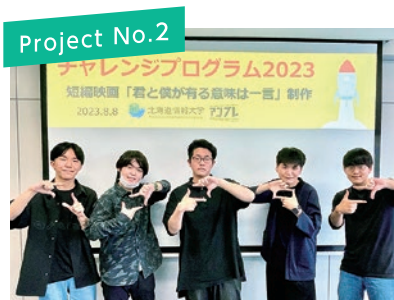 Project No.2
チャレンジプログラム2023
短編映画「君と僕が有る意味は一言」制作
2023.8.8 北海道情報大学